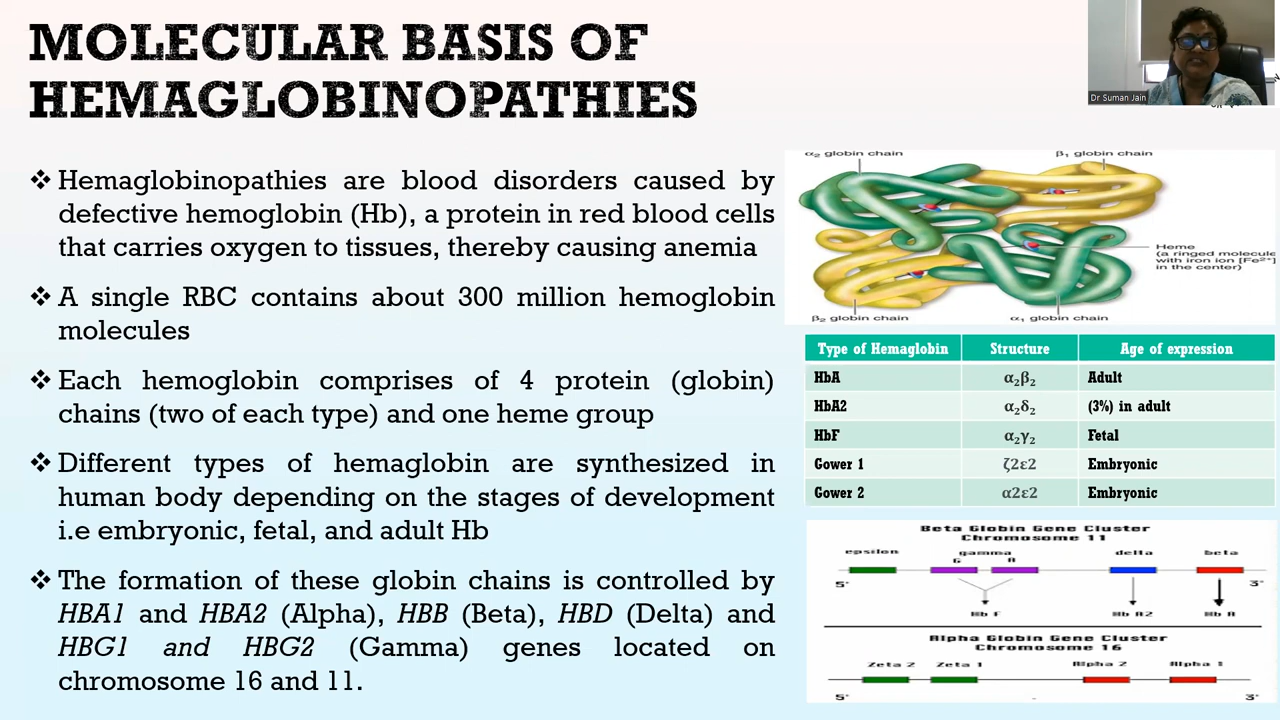 MOLECULAR BASIS OF
HEMAGLOBINOPATHIES
Dr Suman Jain
❖ Hemaglobinopathies are blood disorders caused by
defective hemoglobin (Hb), a protein in red blood cells
that carries oxygen to tissues, thereby causing anemia
❖ A single RBC contains about 300 million hemoglobin
molecules
❖ Each hemoglobin comprises of 4 protein (globin)
chains (two of each type) and one heme group
❖ Different types of hemaglobin are synthesized in
human body depending on the stages of development
i.e embryonic, fetal, and adult Hb
❖ The formation of these globin chains is controlled by
HBA1 and HBA2 (Alpha), HBB (Beta), HBD (Delta) and
HBG1 and HBG2 (Gamma) genes located on
chromosome 16 and 11.
α₂ globin chain β₁ globin chain
Heme
(a ringed molecule
with iron ion [Fe²⁺]
in the center)
β₂ globin chain α₁ globin chain
Type of Hemaglobin Structure Age of expression
HbA α₂β₂ Adult
HbA2 α₂δ₂ (3%) in adult
HbF α₂γ₂ Fetal
Gower 1 ζ2ε2 Embryonic
Gower 2 α2ε2 Embryonic
Beta Globin Gene Cluster
Chromosome 11
epsilon gamma delta beta
G A
5' 3'
Hb F Hb A2 Hb A
Alpha Globin Gene Cluster
Chromosome 16
Zeta 2 Zeta 1 Alpha 2 Alpha 1
5' 3'